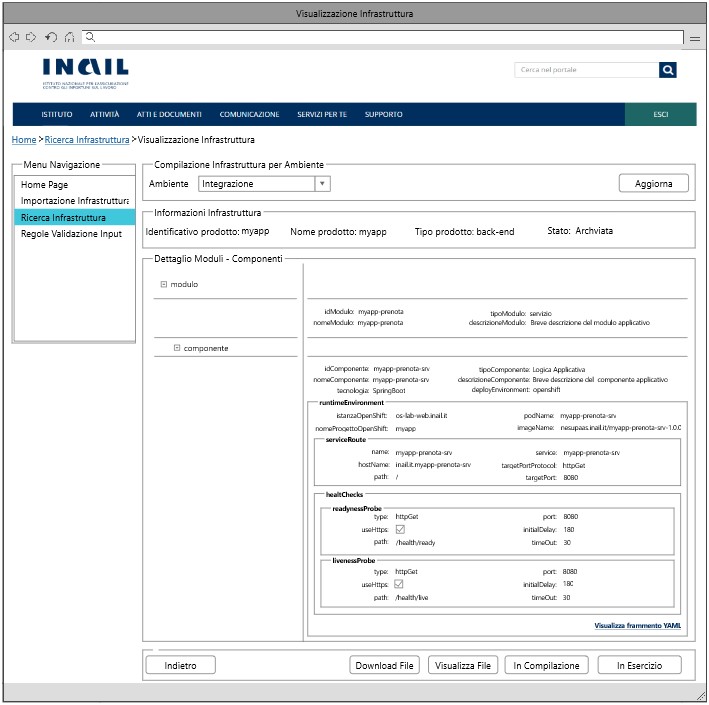 Visualizzazione Infrastruttura
INAIL
ISTITUTO NAZIONALE PER L'ASSICURAZIONE
CONTRO GLI INFORTUNI SUL LAVORO
Cerca nel portale
ISTITUTO ATTIVITÀ ATTI E DOCUMENTI COMUNICAZIONE SERVIZI PER TE SUPPORTO ESCI
Home > Ricerca Infrastruttura > Visualizzazione Infrastruttura
Menu Navigazione
Home Page
Importazione Infrastruttura
Ricerca Infrastruttura
Regole Validazione Input
Compilazione Infrastruttura per Ambiente
Ambiente Integrazione Aggiorna
Informazioni Infrastruttura
Identificativo prodotto: myapp Nome prodotto: myapp Tipo prodotto: back-end Stato: Archviata
Dettaglio Moduli - Componenti
modulo
idModulo: myapp-prenota tipoModulo: servizio
nomeModulo: myapp-prenota descrizioneModulo: Breve descrizione del modulo applicativo
componente
idComponente: myapp-prenota-srv tipoComponente: Logica Applicativa
nomeComponente: myapp-prenota-srv descrizioneComponente: Breve descrizione del componente applicativo
tecnologia: SpringBoot deployEnvironment: openshift
runtimeEnvironment
istanzaOpenShift: os-lab-web.inail.it podName: myapp-prenota-srv
nomeProgettoOpenShift: myapp imageName: nesupaas.inail.it/myapp-prenota-srv-1.0.0
serviceRoute
name: myapp-prenota-srv service: myapp-prenota-srv
hostName: inail.it.myapp-prenota-srv targetPortProtocol: httpGet
path: / targetPort: 8080
healtChecks
readynessProbe
type: httpGet port: 8080
useHttps: initialDelay: 180
path: /health/ready timeOut: 30
livenessProbe
type: httpGet port: 8080
useHttps: initialDelay: 180
path: /health/live timeOut: 30
Visualizza frammento YAML
Indietro Download File Visualizza File In Compilazione In Esercizio